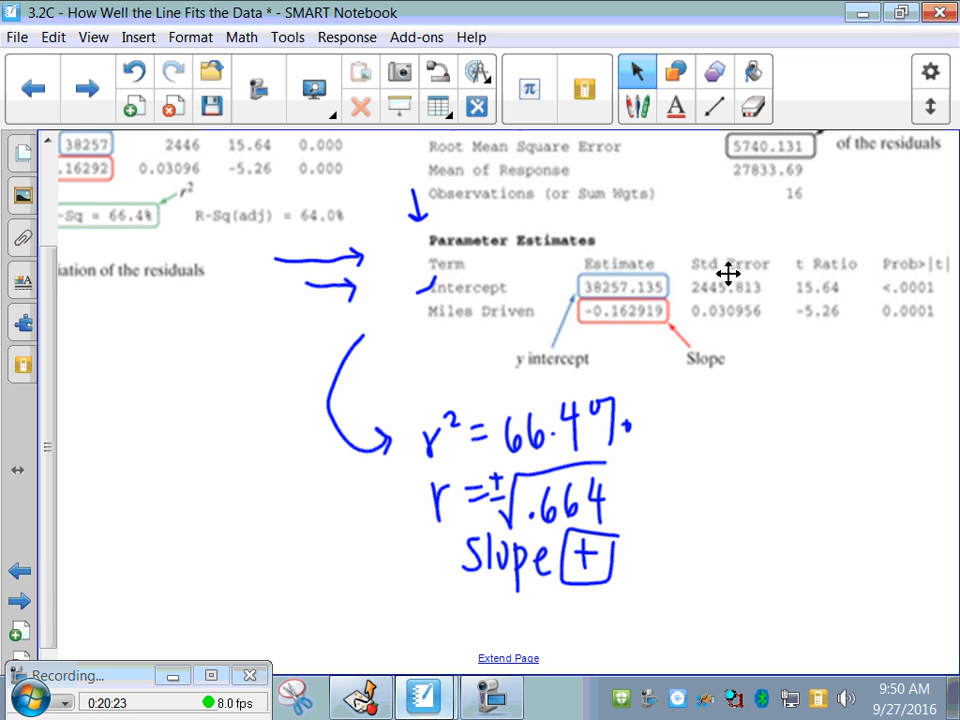 3.2C - How Well the Line Fits the Data * - SMART Notebook
File Edit View Insert Format Math Tools Response Add-ons Help
38257 2446 15.64 0.000
.16292 0.03096 -5.26 0.000
r²
-Sq = 66.4% R-Sq(adj) = 64.0%
iation of the residuals
Root Mean Square Error 5740.131 of the residuals
Mean of Response 27833.69
Observations (or Sum Wgts) 16
Parameter Estimates
Term Estimate Std Error t Ratio Prob>|t|
Intercept 38257.135 2445.813 15.64 <.0001
Miles Driven -0.162919 0.030956 -5.26 0.0001
y intercept Slope
r² = 66.4%
r = ±√.664
slope +
Extend Page
Recording...
0:20:23 8.0 fps
9:50 AM
9/27/2016